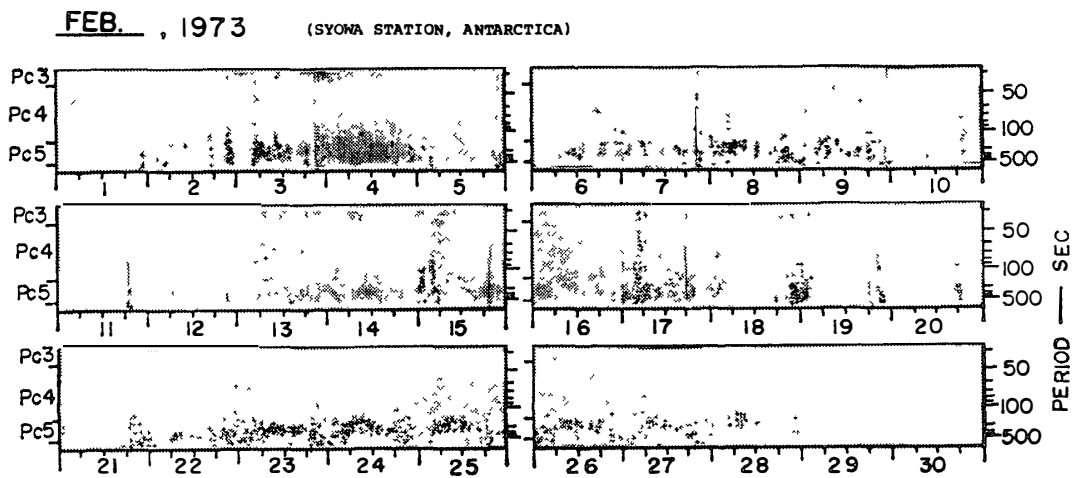 FEB. , 1973 (SYOWA STATION, ANTARCTICA)
Pc3
Pc4
Pc5
50
100
500
1 2 3 4 5 6 7 8 9 10
Pc3
Pc4
Pc5
50
100
500
11 12 13 14 15 16 17 18 19 20
Pc3
Pc4
Pc5
50
100
500
21 22 23 24 25 26 27 28 29 30
PERIOD — SEC